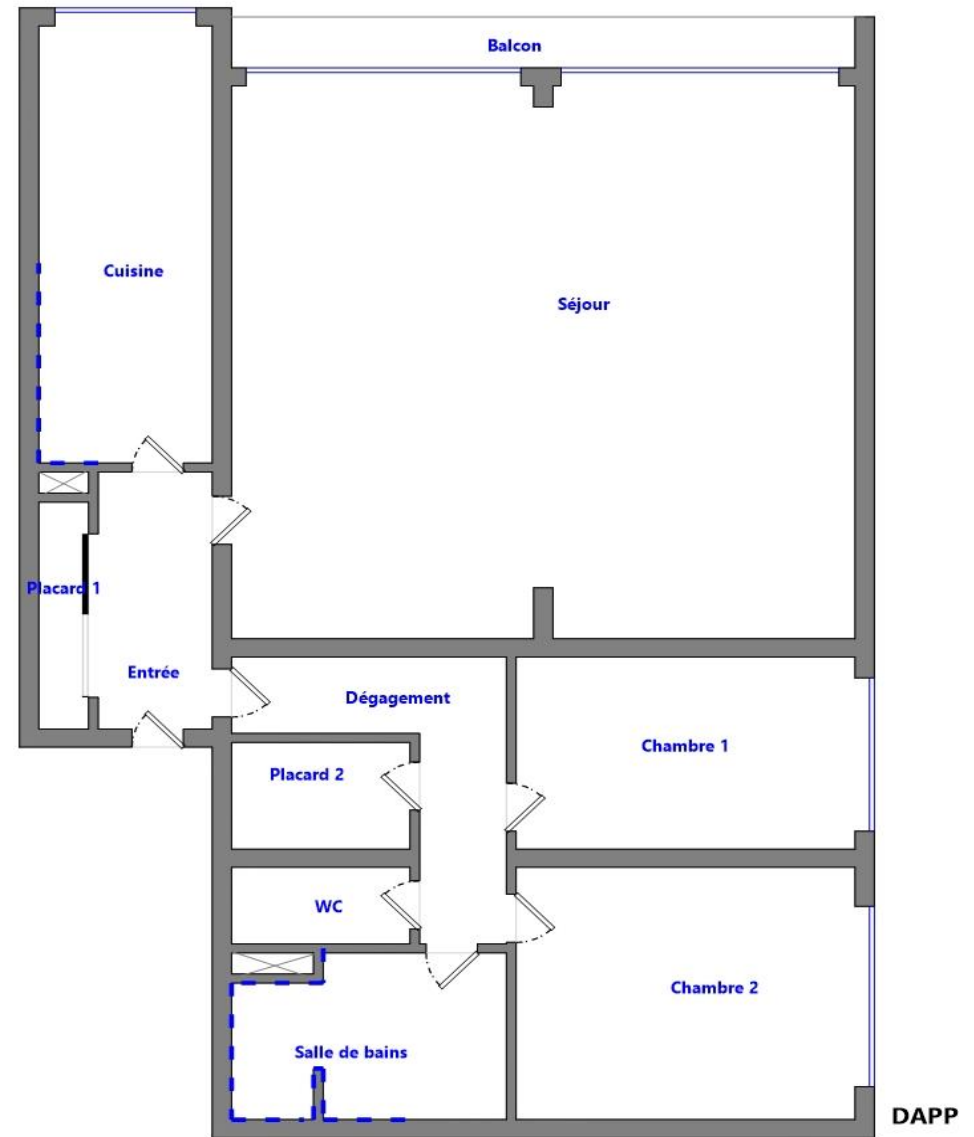 Balcon
Cuisine
Séjour
Placard 1
Entrée
Dégagement
Chambre 1
Placard 2
WC
Chambre 2
Salle de bains
DAPP